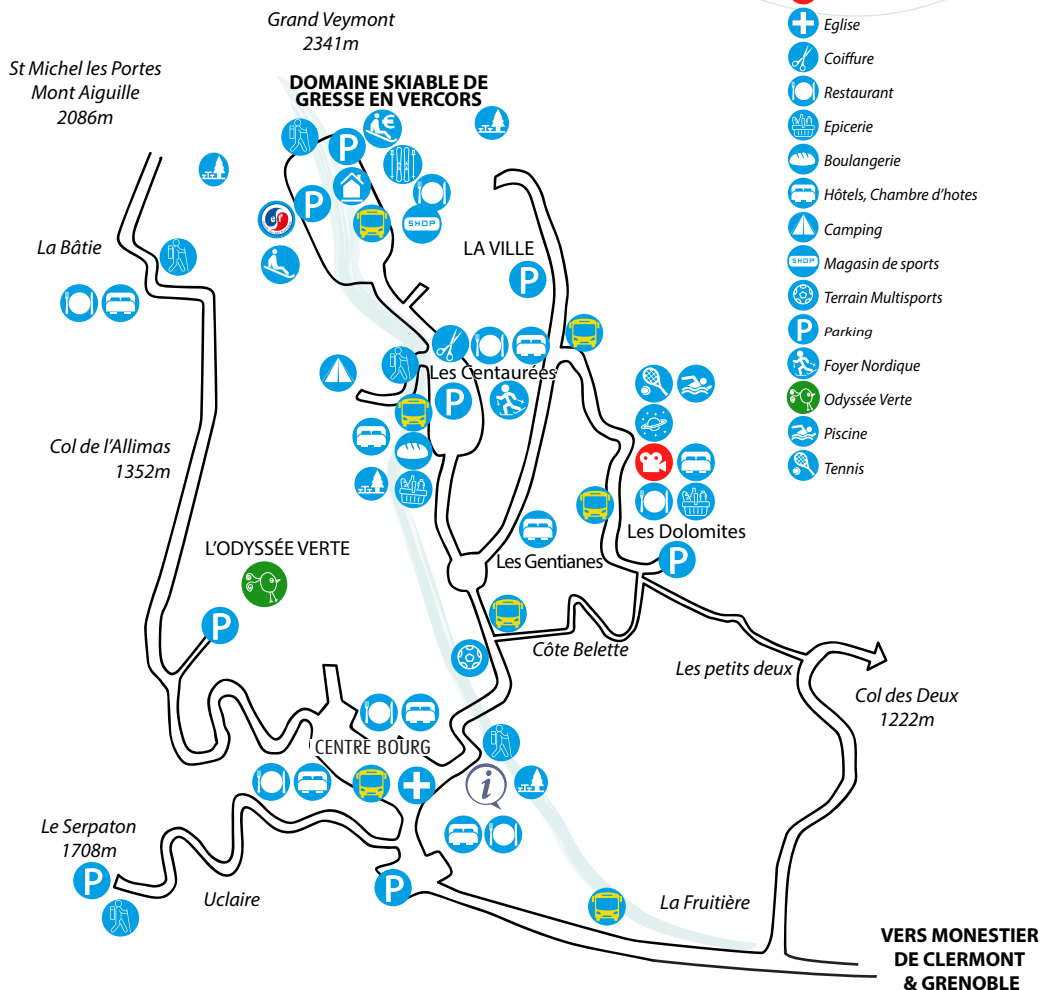 Grand Veymont
2341m
St Michel les Portes
Mont Aiguille
2086m
DOMAINE SKIABLE DE
GRESSE EN VERCORS
P
€
P
SHOP
esf
La Bâtie
LA VILLE
P
Les Centaurées
P
Col de l'Allimas
1352m
L'ODYSSÉE VERTE
P
Les Gentianes
Les Dolomites
P
Côte Belette
Les petits deux
Col des Deux
1222m
CENTRE BOURG
i
Le Serpaton
1708m
P
Uclaire
P
La Fruitière
VERS MONESTIER
DE CLERMONT
& GRENOBLE
Eglise
Coiffure
Restaurant
Epicerie
Boulangerie
Hôtels, Chambre d'hotes
Camping
SHOP Magasin de sports
Terrain Multisports
P Parking
Foyer Nordique
Odyssée Verte
Piscine
Tennis